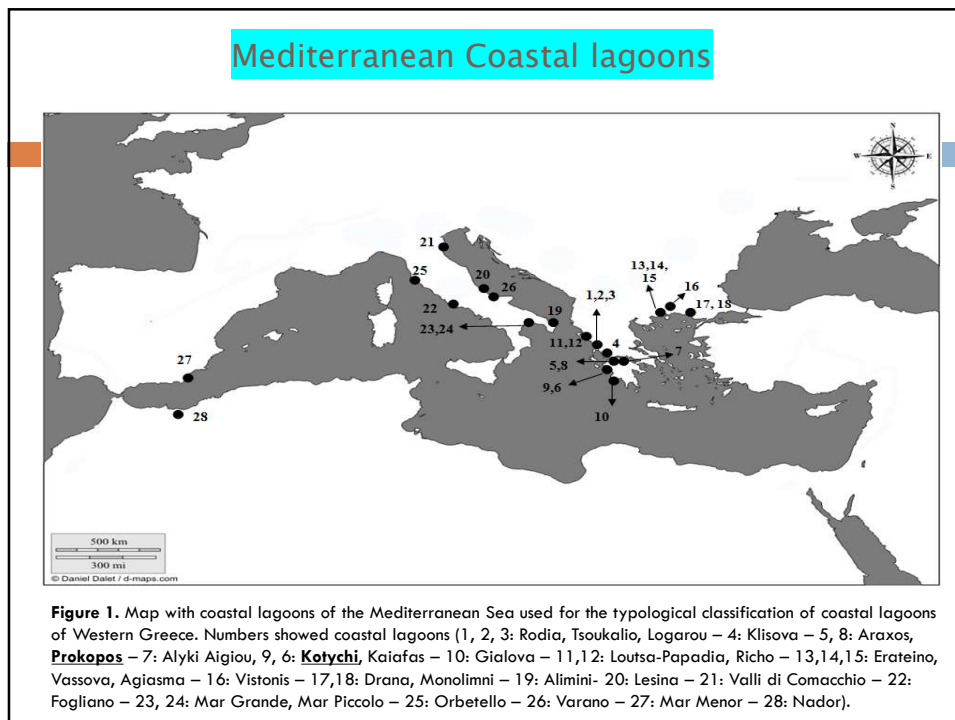 Mediterranean Coastal lagoons
N
W
E
S
21
25
20
26
22
19
23,24
1,2,3
11,12
4
5,8
7
9,6
10
13,14,
15
16
17, 18
27
28
500 km
300 mi
© Daniel Dalet / d-maps.com
Figure 1. Map with coastal lagoons of the Mediterranean Sea used for the typological classification of coastal lagoons
of Western Greece. Numbers showed coastal lagoons (1, 2, 3: Rodia, Tsoukalio, Logarou – 4: Klisova – 5, 8: Araxos,
Prokopos – 7: Alyki Aigiou, 9, 6: Kotychi, Kaiafas – 10: Gialova – 11,12: Loutsa-Papadia, Richo – 13,14,15: Erateino,
Vassova, Agiasma – 16: Vistonis – 17,18: Drana, Monolimni – 19: Alimini- 20: Lesina – 21: Valli di Comacchio – 22:
Fogliano – 23, 24: Mar Grande, Mar Piccolo – 25: Orbetello – 26: Varano – 27: Mar Menor – 28: Nador).